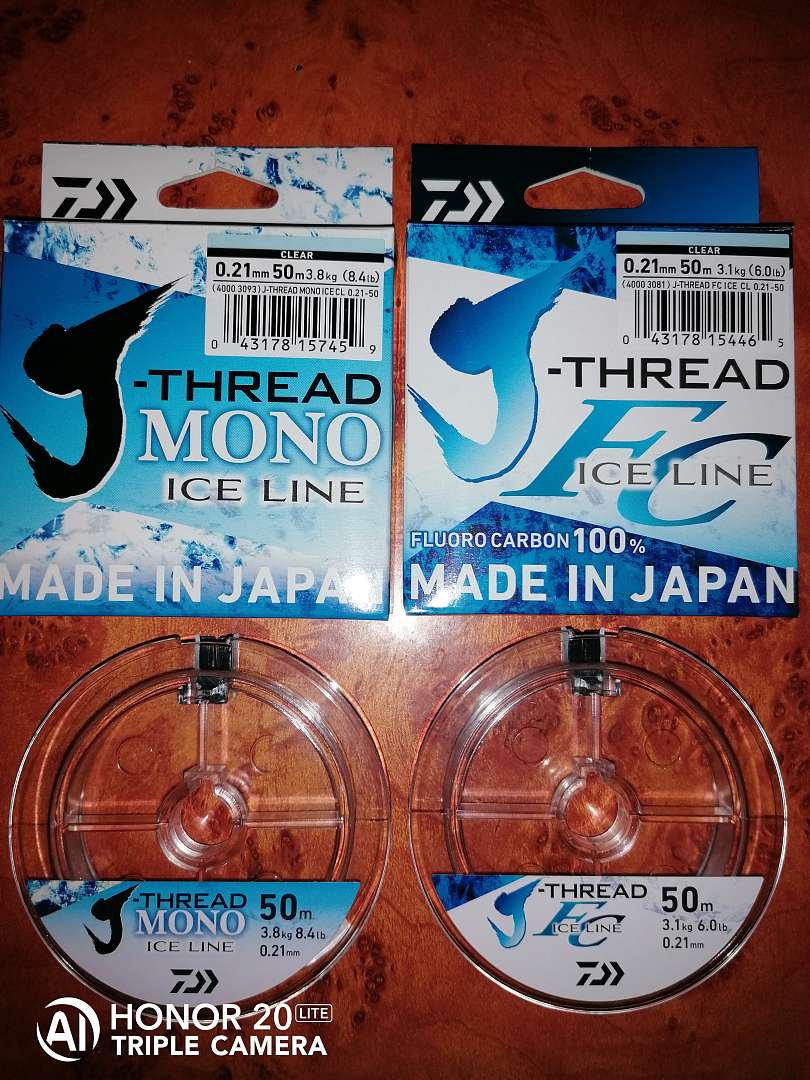 CLEAR
0.21mm 50m 3.8kg (8.4lb)
(4000 3093) J-THREAD MONO ICE CL 0.21-50
0 43178 15745 9
J-THREAD
MONO
ICE LINE
MADE IN JAPAN
CLEAR
0.21mm 50m 3.1kg (6.0lb)
(4000 3081) J-THREAD FC ICE CL 0.21-50
0 43178 15446 5
J-THREAD
FC
ICE LINE
FLUORO CARBON 100%
MADE IN JAPAN
J-THREAD
MONO
ICE LINE
50m
3.8kg 8.4lb
0.21mm
J-THREAD
FC
ICE LINE
50m
3.1kg 6.0lb
0.21mm
AI HONOR 20 LITE
TRIPLE CAMERA